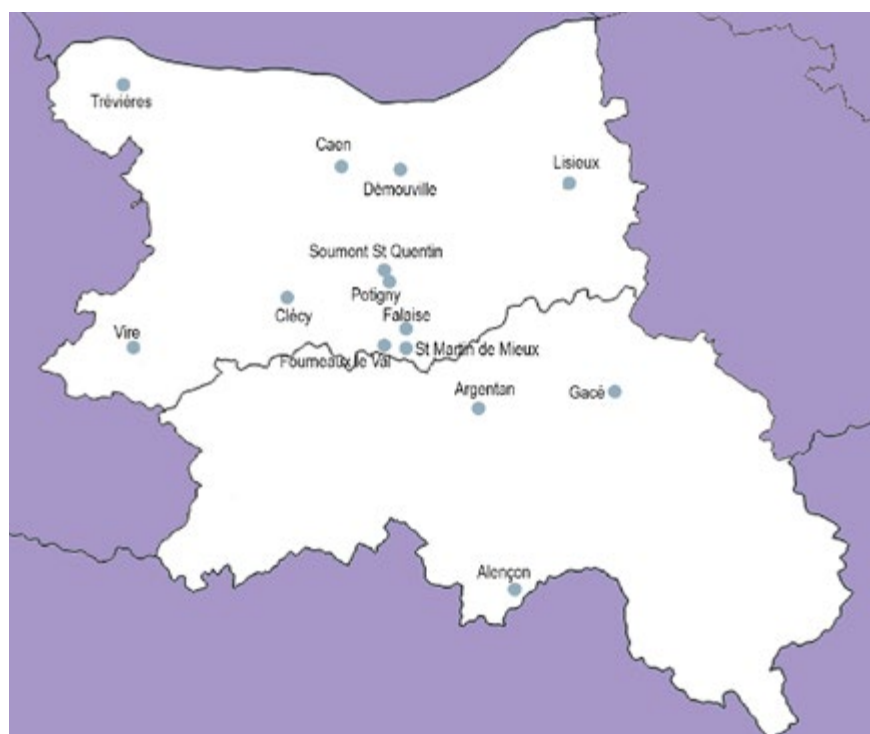 Trévières
Caen
Démouville
Lisieux
Soumont St Quentin
Potigny
Clécy
Falaise
Vire
Fourneaux le Val
St Martin de Mieux
Argentan
Gacé
Alençon